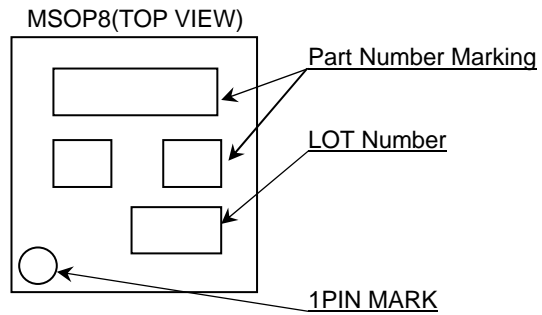 MSOP8(TOP VIEW)
Part Number Marking
LOT Number
1PIN MARK